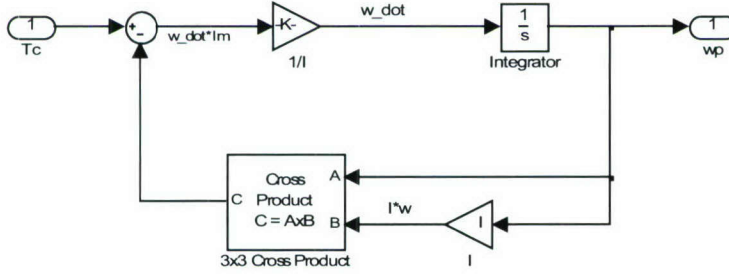 1
Tc
+
-
w_dot*Im
-K-
1/I
w_dot
1
s
Integrator
1
wp
Cross
Product
C = AxB
C
A
B
3x3 Cross Product
I*w
I
I